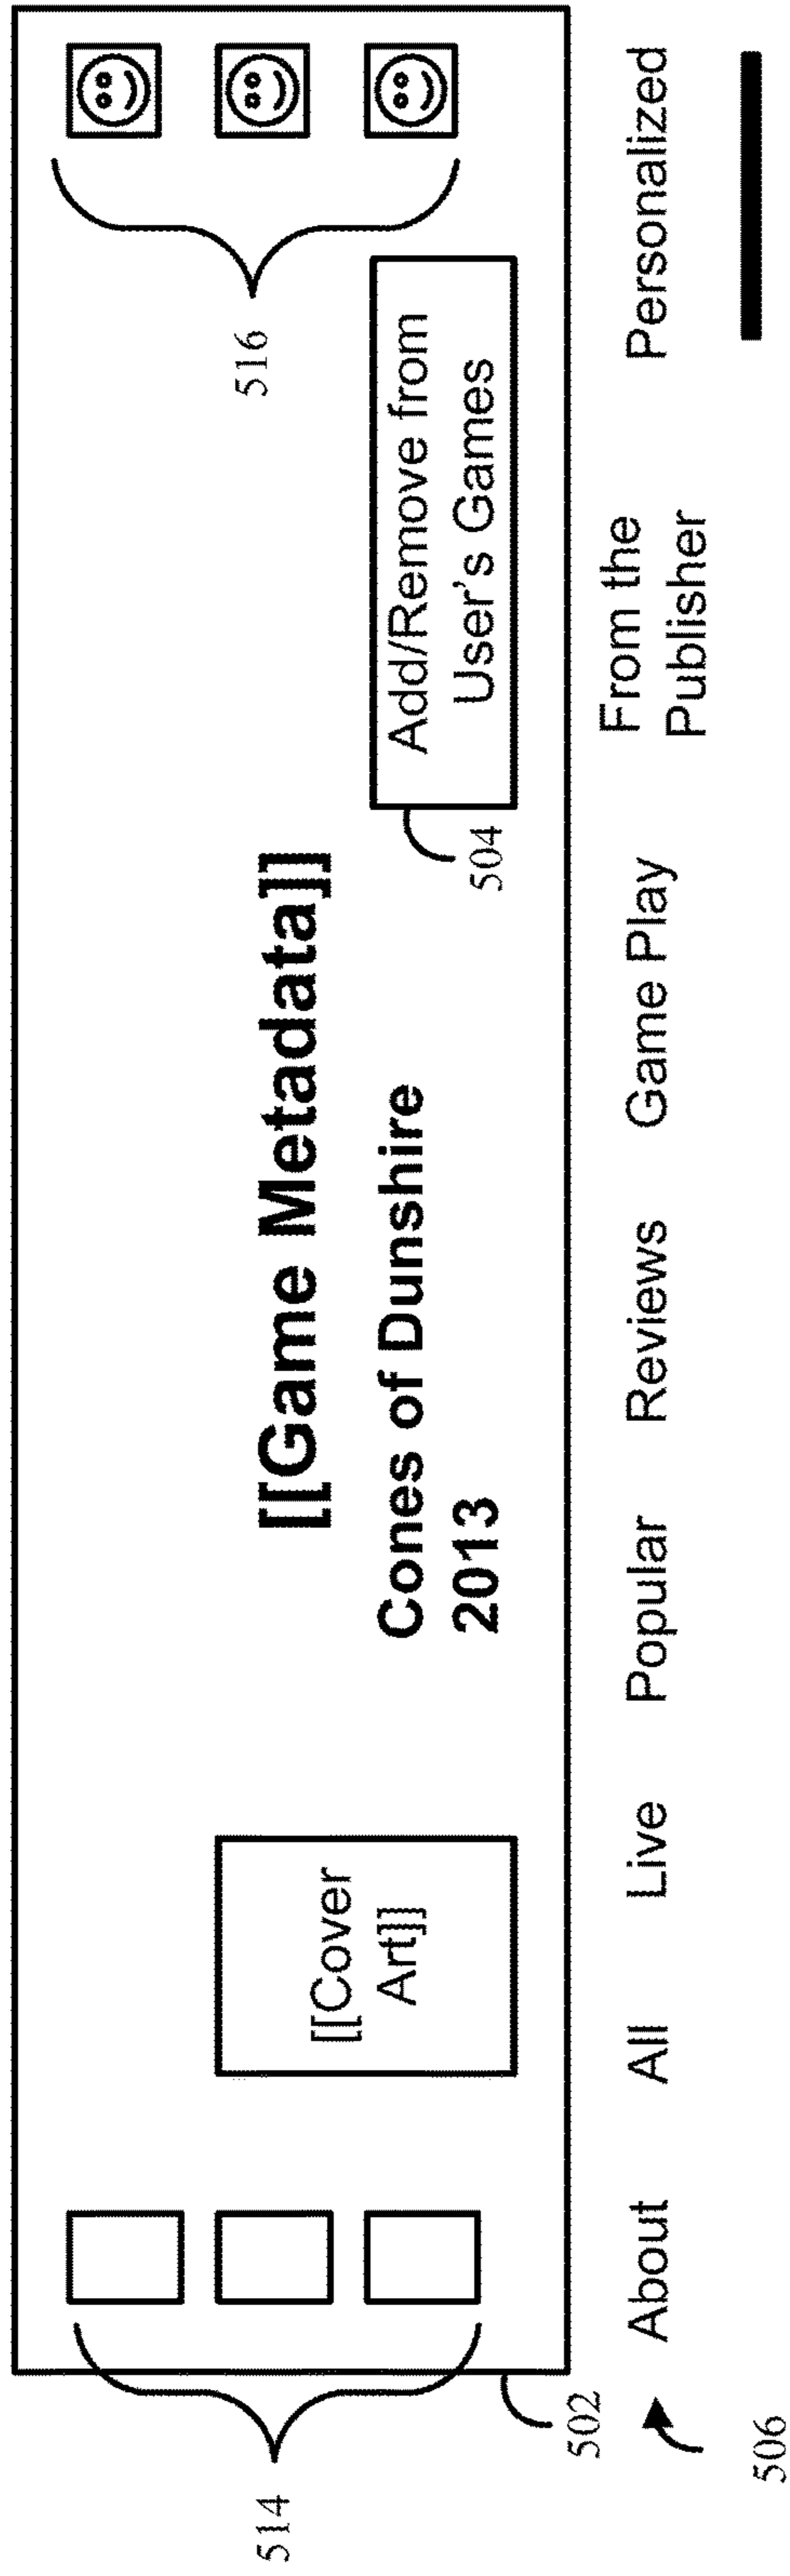 514
516
[[Game Metadata]]
[[Cover
Art]]
Cones of Dunshire
2013
Add/Remove from
User's Games
504
502
506
About
All
Live
Popular
Reviews
Game Play
From the
Publisher
Personalized